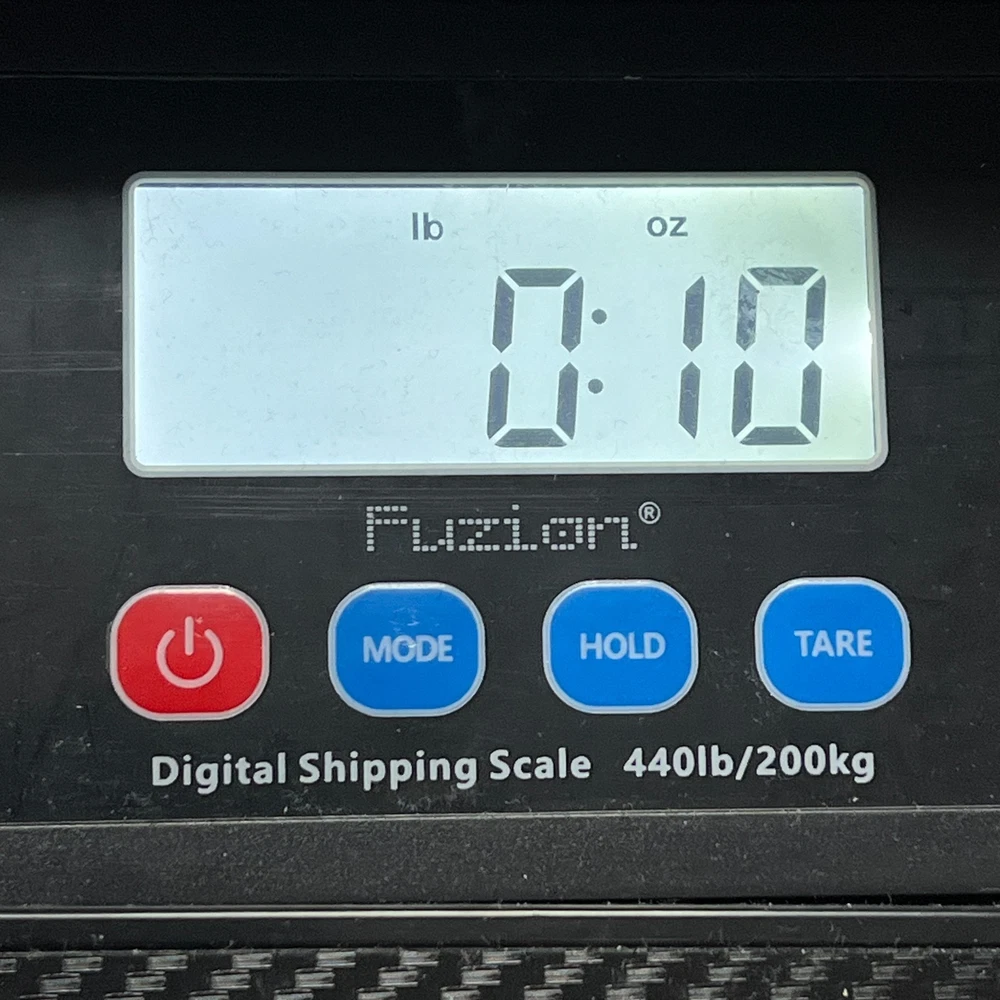 lb oz
0:10
Fuzion®
MODE HOLD TARE
Digital Shipping Scale 440lb/200kg